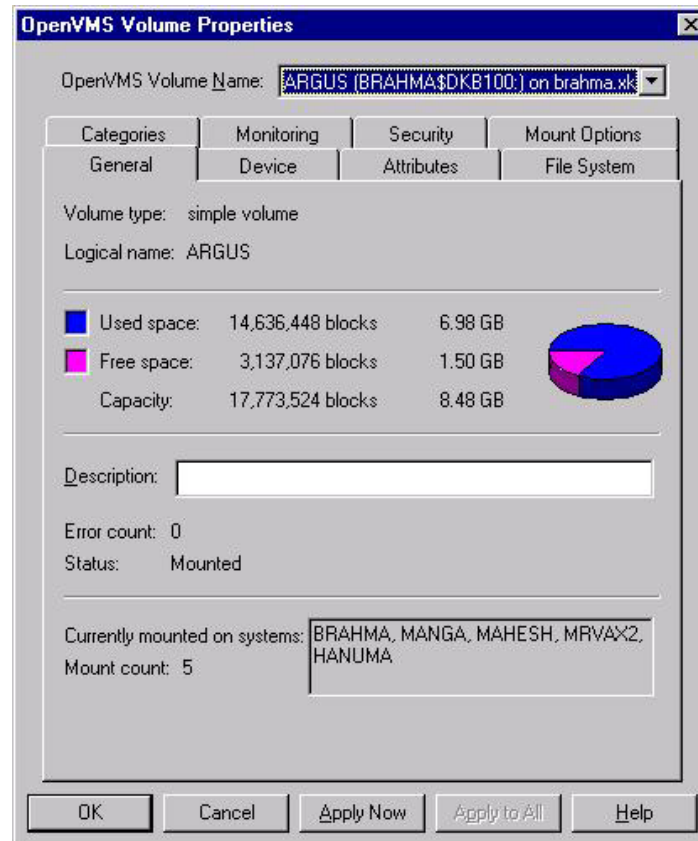 OpenVMS Volume Properties
OpenVMS Volume Name: ARGUS (BRAHMA$DKB100:) on brahma.xk
Categories Monitoring Security Mount Options
General Device Attributes File System
Volume type: simple volume
Logical name: ARGUS
Used space: 14,636,448 blocks 6.98 GB
Free space: 3,137,076 blocks 1.50 GB
Capacity: 17,773,524 blocks 8.48 GB
Description:
Error count: 0
Status: Mounted
Currently mounted on systems: BRAHMA, MANGA, MAHESH, MRVAX2,
HANUMA
Mount count: 5
OK Cancel Apply Now Apply to All Help